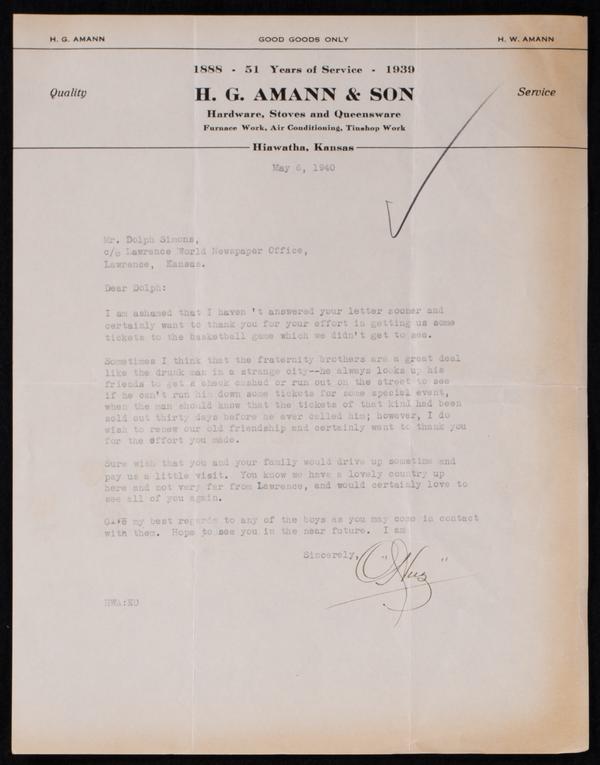 H. G. AMANN GOOD GOODS ONLY H. W. AMANN
1888 - 51 Years of Service - 1939
Quality H. G. AMANN & SON Service
Hardware, Stoves and Queensware
Furnace Work, Air Conditioning, Tinshop Work
Hiawatha, Kansas
May 6, 1940
Mr. Dolph Simons,
c/o Lawrence World Newspaper Office,
Lawrence, Kansas.
Dear Dolph:
I am ashamed that I haven 't answered your letter sooner and
certainly want to thank you for your effort in getting us some
tickets to the basketball game which we didn't get to see.
Sometimes I think that the fraternity brothers are a great deal
like the drunk man in a strange city--he always looks up his
friends to get a check cashed or run out on the street to see
if he can't run him down some tickets for some special event,
when the man should know that the tickets of that kind had been
sold out thirty days before he ever called him; however, I do
wish to renew our old friendship and certainly want to thank you
for the effort you made.
Sure wish that you and your family would drive up sometime and
pay us a little visit. You know we have a lovely country up
here and not very far from Lawrence, and would certainly love to
see all of you again.
Give my best regards to any of the boys as you may come in contact
with them. Hope to see you in the near future. I am
Sincerely,
HWA: